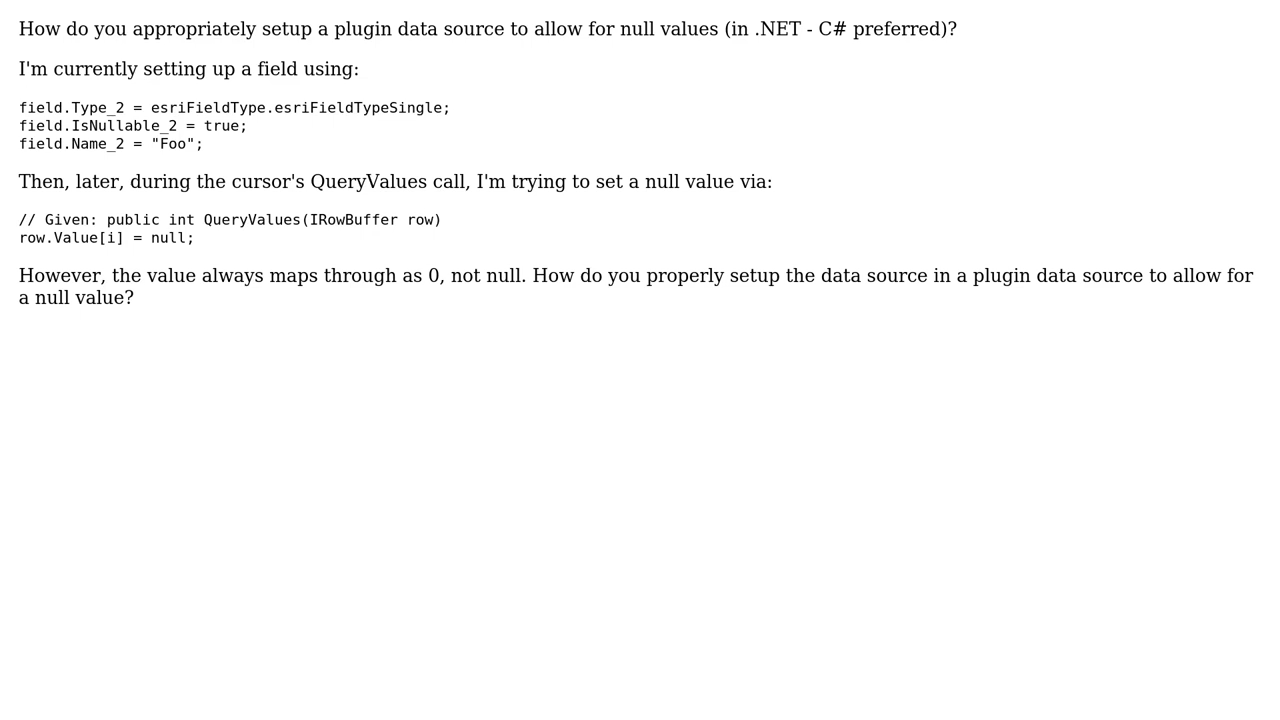 How do you appropriately setup a plugin data source to allow for null values (in .NET - C# preferred)?
I'm currently setting up a field using:
field.Type_2 = esriFieldType.esriFieldTypeSingle;
field.IsNullable_2 = true;
field.Name_2 = "Foo";
Then, later, during the cursor's QueryValues call, I'm trying to set a null value via:
// Given: public int QueryValues(IRowBuffer row)
row.Value[i] = null;
However, the value always maps through as 0, not null. How do you properly setup the data source in a plugin data source to allow for
a null value?